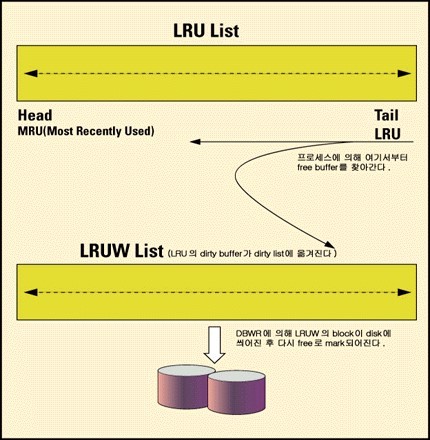 LRU List
Head
MRU(Most Recently Used)
Tail
LRU
프로세스에 의해 여기서부터
free buffer를 찾아간다.
LRUW List (LRU 의 dirty buffer가 dirty list에 옮겨진다)
DBWR에 의해 LRUW의 block이 disk에
씌어진 후 다시 free로 mark되어진다.